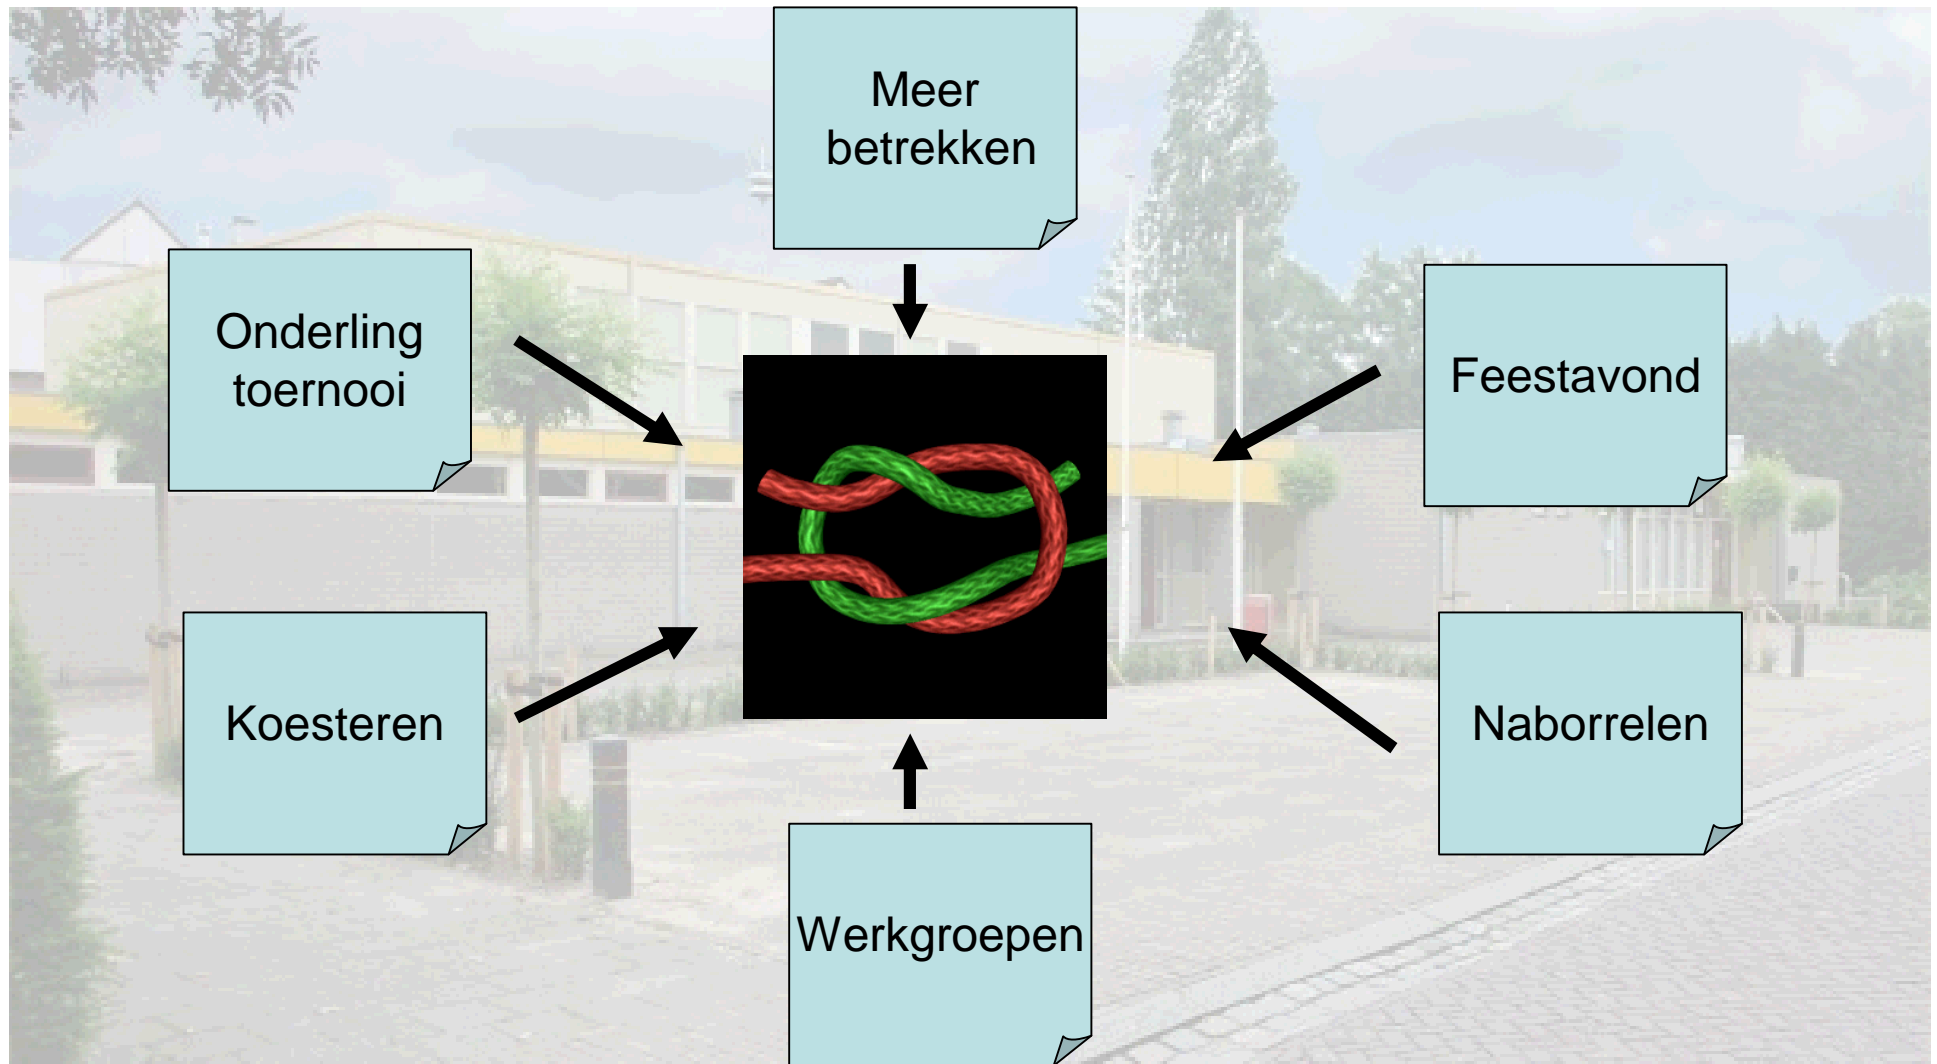 Meer
betrekken
Onderling
toernooi
Feestavond
Koesteren
Naborrelen
Werkgroepen